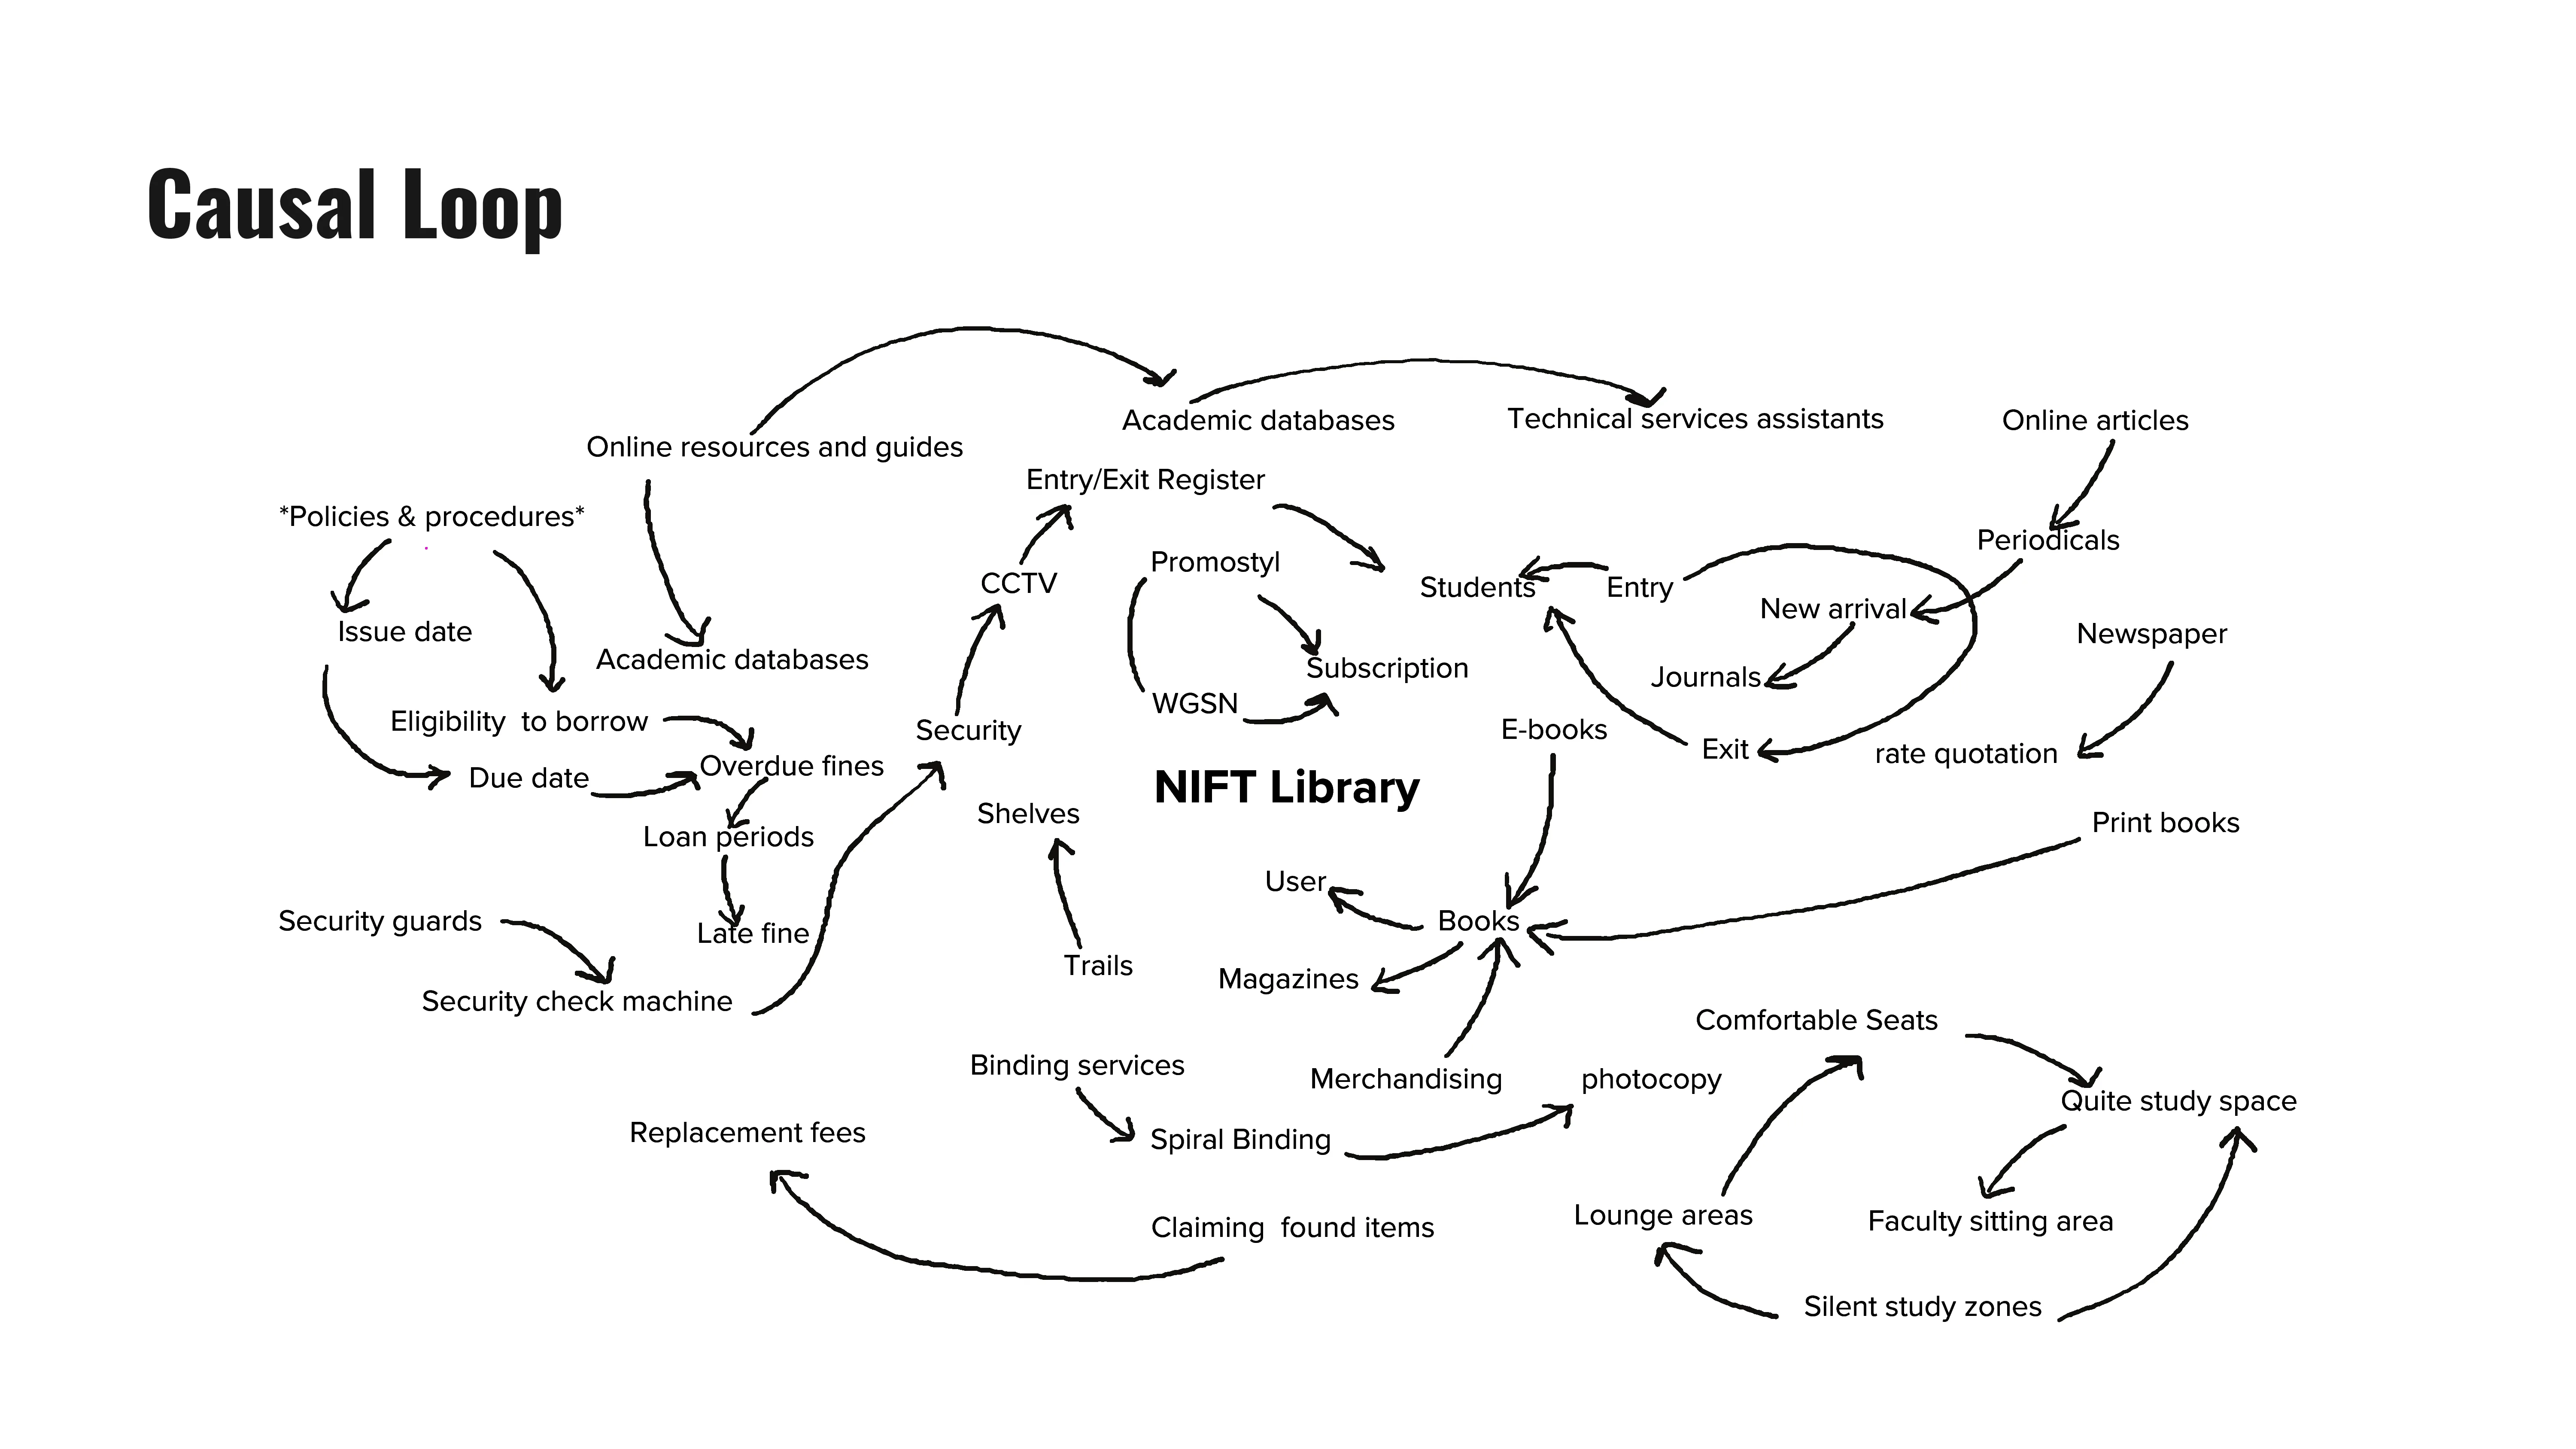 Causal Loop
Academic databases
Technical services assistants
Online articles
Online resources and guides
Entry/Exit Register
*Policies & procedures*
Periodicals
Promostyl
CCTV
Students
Entry
New arrival
Issue date
Newspaper
Academic databases
Subscription
Journals
WGSN
Eligibility  to borrow
Security
E-books
Exit
rate quotation
Overdue fines
Due date
NIFT Library
Shelves
Print books
Loan periods
User
Security guards
Books
Late fine
Trails
Magazines
Security check machine
Comfortable Seats
Binding services
Merchandising
photocopy
Quite study space
Replacement fees
Spiral Binding
Lounge areas
Faculty sitting area
Claiming  found items
Silent study zones